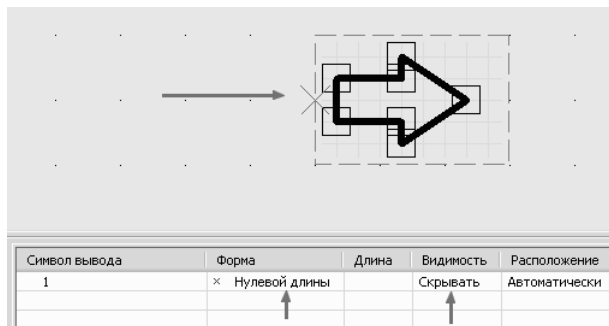 Символ вывода Форма Длина Видимость Расположение
1 × Нулевой длины Скрывать Автоматически